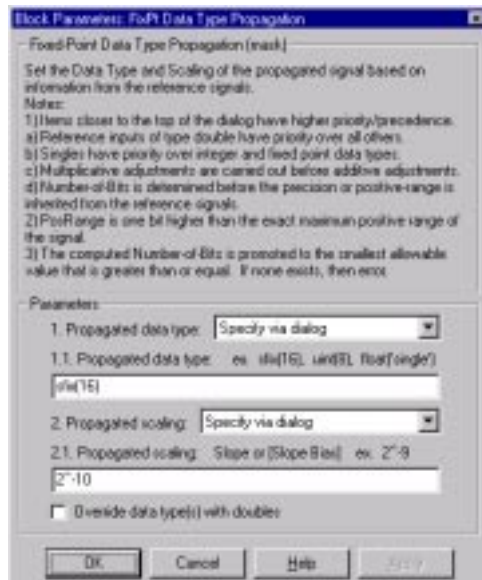 Block Parameters: FixPt Data Type Propagation
Fixed-Point Data Type Propagation (mask)
Set the Data Type and Scaling of the propagated signal based on
information from the reference signals.
Notes:
1) Items closer to the top of the dialog have higher priority/precedence.
a) Reference inputs of type double have priority over all others.
b) Singles have priority over integer and fixed point data types.
c) Multiplicative adjustments are carried out before additive adjustments.
d) Number-of-Bits is determined before the precision or positive-range is
inherited from the reference signals.
2) PosRange is one bit higher than the exact maximum positive range of
the signal.
3) The computed Number-of-Bits is promoted to the smallest allowable
value that is greater than or equal. If none exists, then error.
Parameters
1. Propagated data type: Specify via dialog
1.1. Propagated data type: ex. sfix(16), uint(8), float('single')
sfix(16)
2. Propagated scaling: Specify via dialog
2.1. Propagated scaling: Slope or [Slope Bias] ex. 2^-9
2^-10
Override data type(s) with doubles
OK Cancel Help Apply